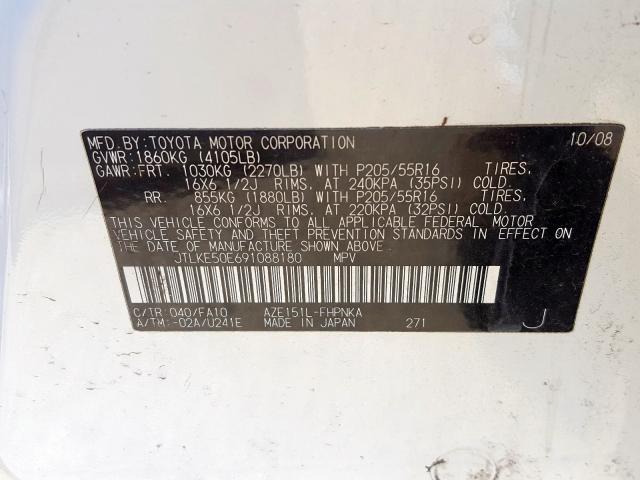 MFD. BY: TOYOTA MOTOR CORPORATION 10/08
GVWR: 1860KG (4105LB)
GAWR: FRT. 1030KG (2270LB) WITH P205/55R16 TIRES,
16X6 1/2J RIMS, AT 240KPA (35PSI) COLD.
RR. 855KG (1880LB) WITH P205/55R16 TIRES,
16X6 1/2J RIMS, AT 220KPA (32PSI) COLD.
THIS VEHICLE CONFORMS TO ALL APPLICABLE FEDERAL MOTOR
VEHICLE SAFETY AND THEFT PREVENTION STANDARDS IN EFFECT ON
THE DATE OF MANUFACTURE SHOWN ABOVE.
JTLKE50E691088180 MPV
C/TR: 040/FA10 AZE151L-FHPNKA
A/TM: -02A/U241E MADE IN JAPAN 271 J